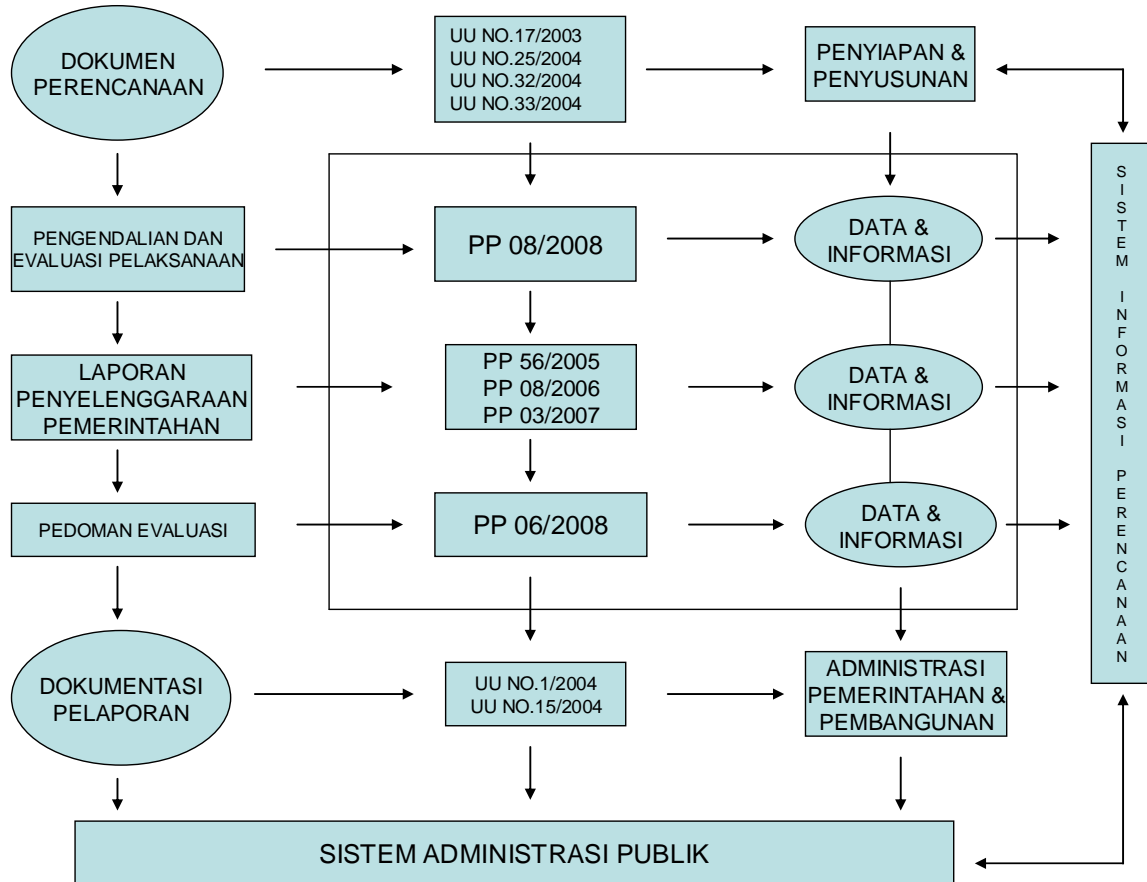 DOKUMEN
PERENCANAAN
UU NO.17/2003
UU NO.25/2004
UU NO.32/2004
UU NO.33/2004
PENYIAPAN &
PENYUSUNAN
PENGENDALIAN DAN
EVALUASI PELAKSANAAN
PP 08/2008
DATA &
INFORMASI
LAPORAN
PENYELENGGARAAN
PEMERINTAHAN
PP 56/2005
PP 08/2006
PP 03/2007
DATA &
INFORMASI
PEDOMAN EVALUASI
PP 06/2008
DATA &
INFORMASI
DOKUMENTASI
PELAPORAN
UU NO.1/2004
UU NO.15/2004
ADMINISTRASI
PEMERINTAHAN &
PEMBANGUNAN
SISTEM INFORMASI PERENCANAAN
SISTEM ADMINISTRASI PUBLIK